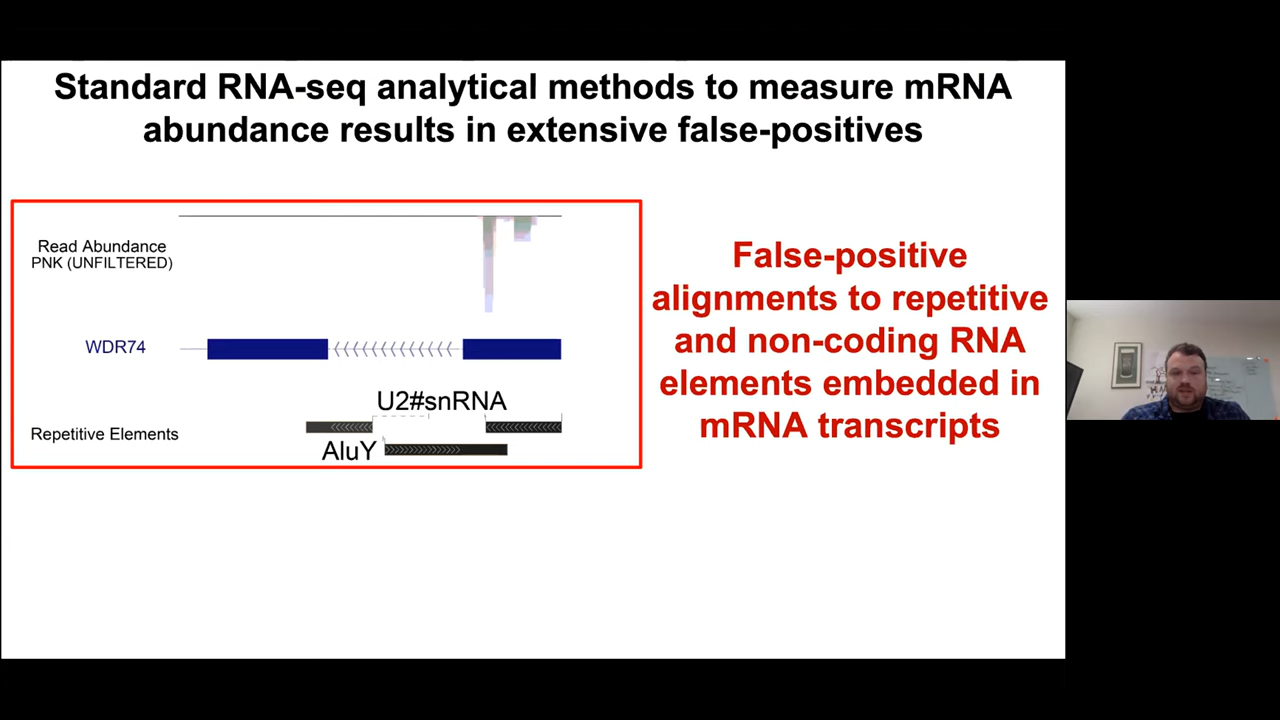 Standard RNA-seq analytical methods to measure mRNA
abundance results in extensive false-positives
Read Abundance
PNK (UNFILTERED)
WDR74
U2#snRNA
Repetitive Elements
AluY
False-positive
alignments to repetitive
and non-coding RNA
elements embedded in
mRNA transcripts